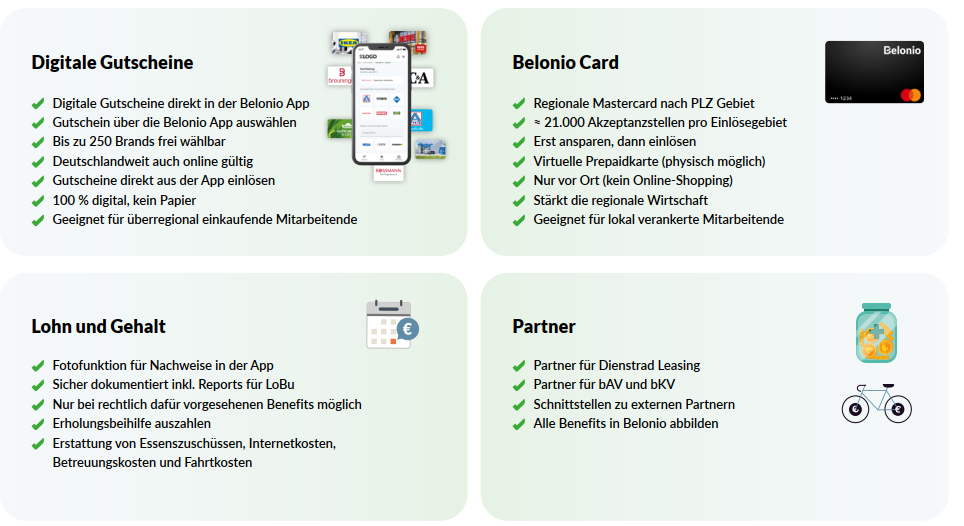 Digitale Gutscheine
Digitale Gutscheine direkt in der Belonio App
Gutschein über die Belonio App auswählen
Bis zu 250 Brands frei wählbar
Deutschlandweit auch online gültig
Gutscheine direkt aus der App einlösen
100 % digital, kein Papier
Geeignet für überregional einkaufende Mitarbeitende
IKEA
LOGO
breuninger
C&A
ROSSMANN
Belonio Card
Belonio
•••• 1234
Regionale Mastercard nach PLZ Gebiet
≈ 21.000 Akzeptanzstellen pro Einlösegebiet
Erst ansparen, dann einlösen
Virtuelle Prepaidkarte (physisch möglich)
Nur vor Ort (kein Online-Shopping)
Stärkt die regionale Wirtschaft
Geeignet für lokal verankerte Mitarbeitende
Lohn und Gehalt
€
Fotofunktion für Nachweise in der App
Sicher dokumentiert inkl. Reports für LoBu
Nur bei rechtlich dafür vorgesehenen Benefits möglich
Erholungsbeihilfe auszahlen
Erstattung von Essenszuschüssen, Internetkosten,
Betreuungskosten und Fahrtkosten
Partner
Partner für Dienstrad Leasing
Partner für bAV und bKV
Schnittstellen zu externen Partnern
Alle Benefits in Belonio abbilden
€ €